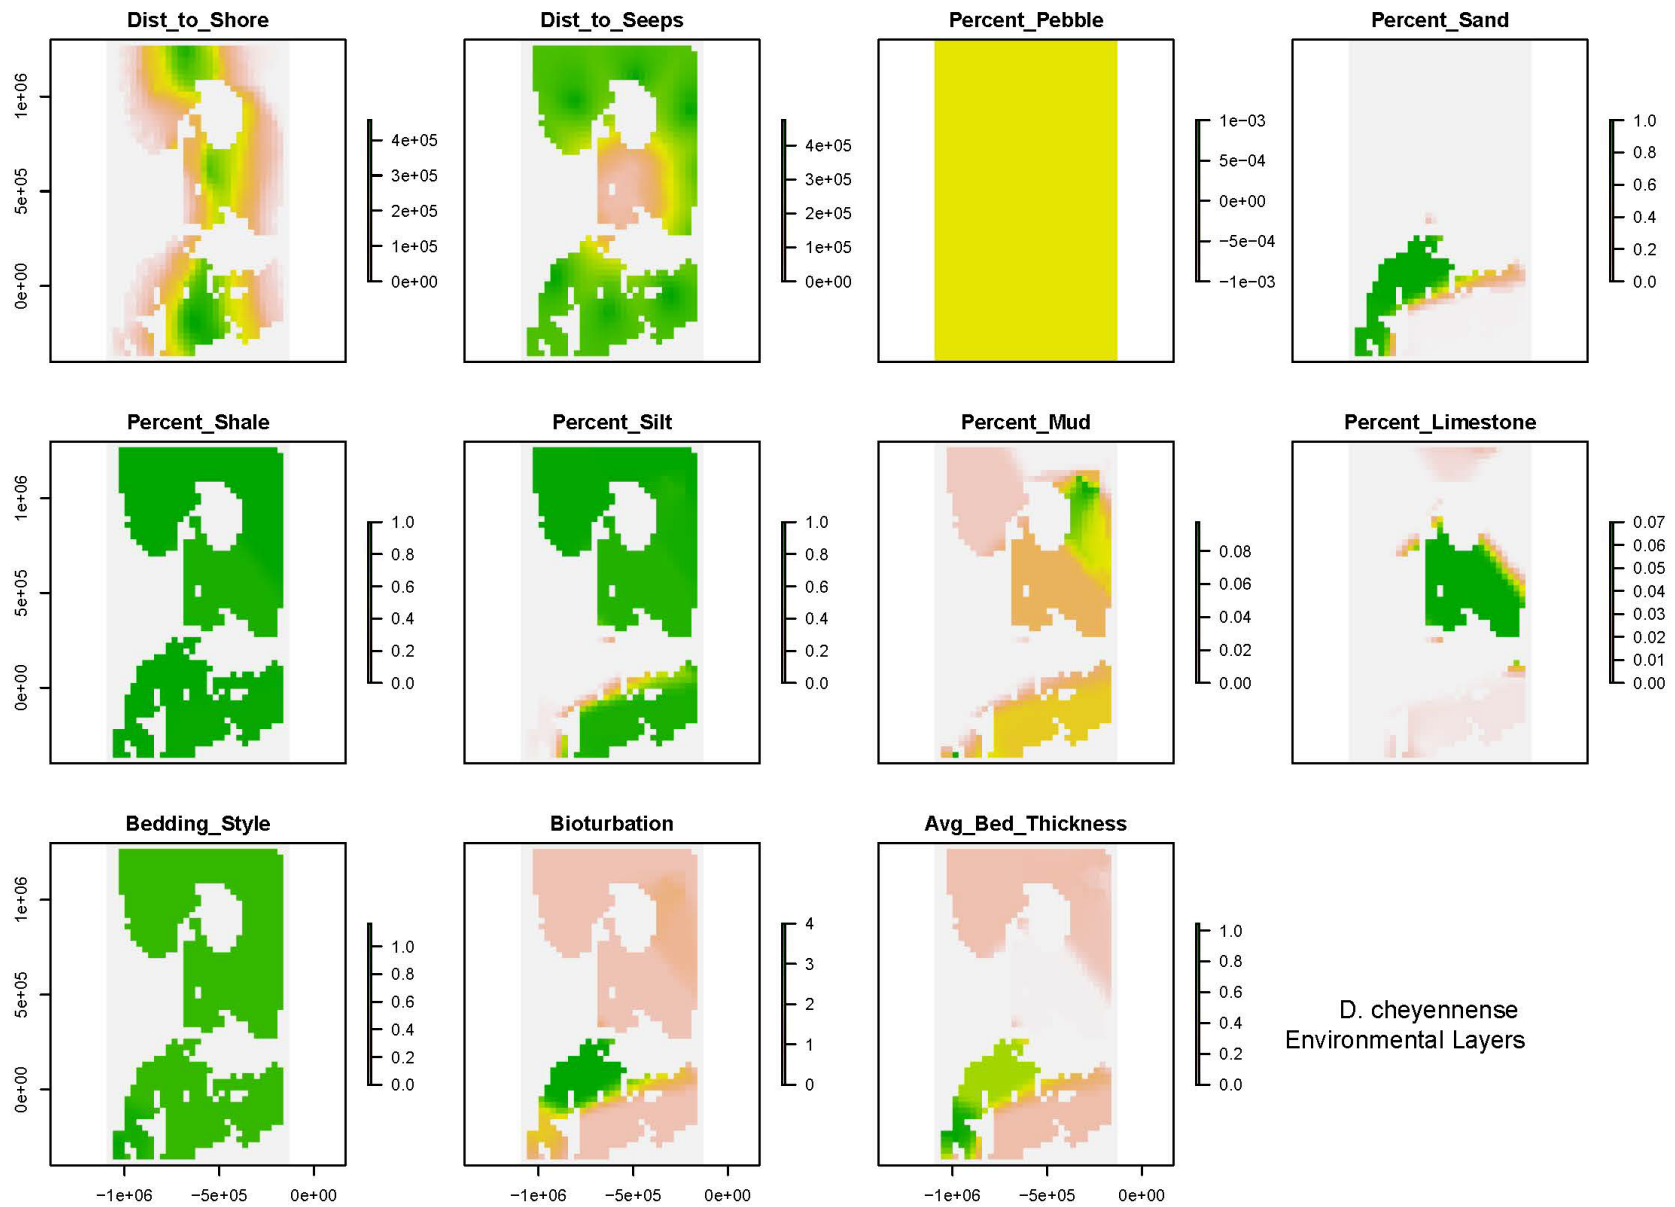 Dist_to_Shore
Dist_to_Seeps
Percent_Pebble
Percent_Sand
1e+06
5e+05
0e+00
4e+05
3e+05
2e+05
1e+05
0e+00
4e+05
3e+05
2e+05
1e+05
0e+00
1e−03
5e−04
0e+00
−5e−04
−1e−03
1.0
0.8
0.6
0.4
0.2
0.0
Percent_Shale
Percent_Silt
Percent_Mud
Percent_Limestone
1e+06
5e+05
0e+00
1.0
0.8
0.6
0.4
0.2
0.0
1.0
0.8
0.6
0.4
0.2
0.0
0.08
0.06
0.04
0.02
0.00
0.07
0.06
0.05
0.04
0.03
0.02
0.01
0.00
Bedding_Style
Bioturbation
Avg_Bed_Thickness
1e+06
5e+05
0e+00
1.0
0.8
0.6
0.4
0.2
0.0
4
3
2
1
0
1.0
0.8
0.6
0.4
0.2
0.0
−1e+06 −5e+05 0e+00
−1e+06 −5e+05 0e+00
−1e+06 −5e+05 0e+00
D. cheyennense
Environmental Layers